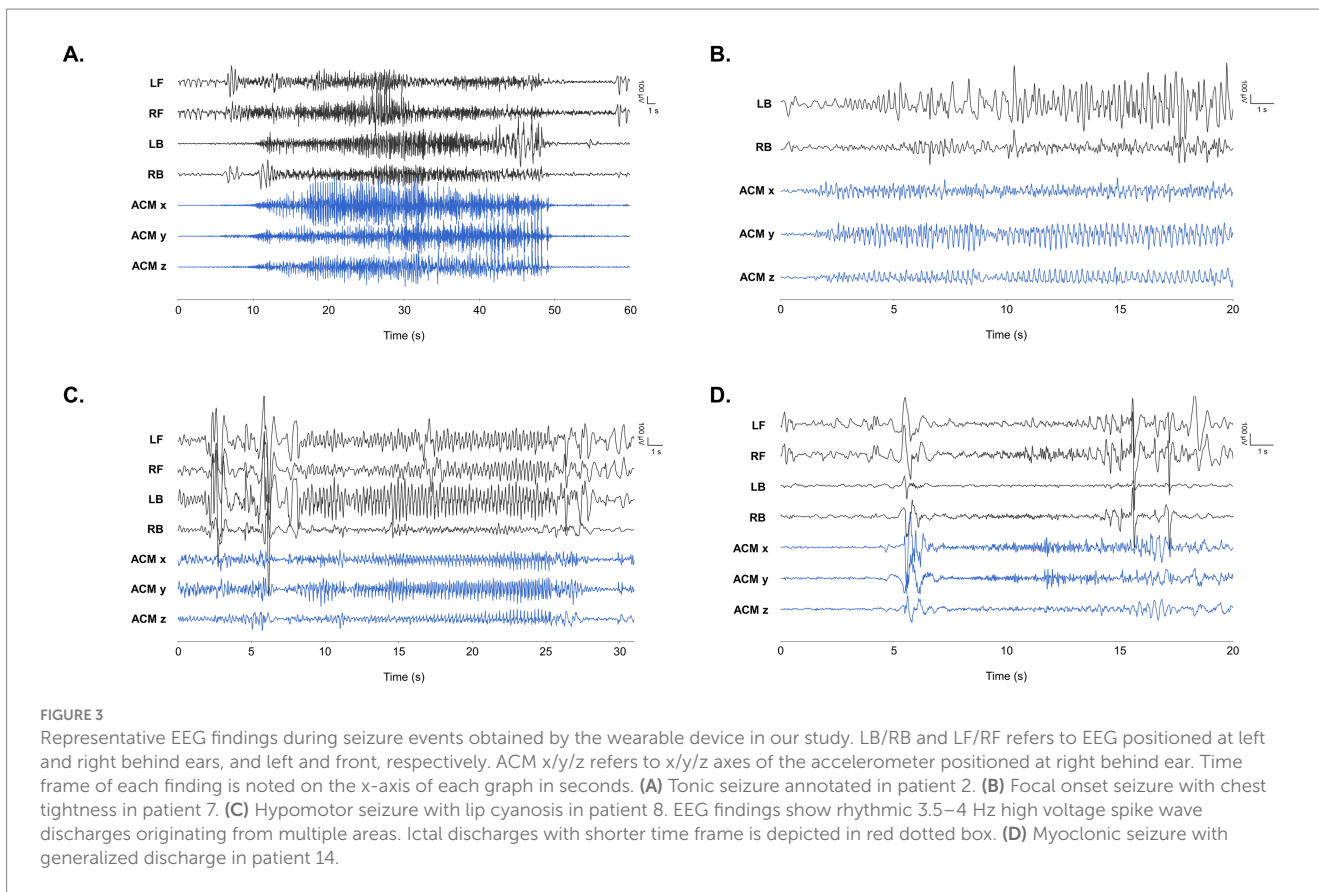 A.
LF
RF
LB
RB
ACM x
ACM y
ACM z
100 μV
1 s
0 10 20 30 40 50 60
Time (s)
B.
LB
RB
ACM x
ACM y
ACM z
100 μV
1 s
0 5 10 15 20
Time (s)
C.
LF
RF
LB
RB
ACM x
ACM y
ACM z
100 μV
1 s
0 5 10 15 20 25 30
Time (s)
D.
LF
RF
LB
RB
ACM x
ACM y
ACM z
100 μV
1 s
0 5 10 15 20
Time (s)
FIGURE 3
Representative EEG findings during seizure events obtained by the wearable device in our study. LB/RB and LF/RF refers to EEG positioned at left
and right behind ears, and left and front, respectively. ACM x/y/z refers to x/y/z axes of the accelerometer positioned at right behind ear. Time
frame of each finding is noted on the x-axis of each graph in seconds. (A) Tonic seizure annotated in patient 2. (B) Focal onset seizure with chest
tightness in patient 7. (C) Hypomotor seizure with lip cyanosis in patient 8. EEG findings show rhythmic 3.5–4 Hz high voltage spike wave
discharges originating from multiple areas. Ictal discharges with shorter time frame is depicted in red dotted box. (D) Myoclonic seizure with
generalized discharge in patient 14.